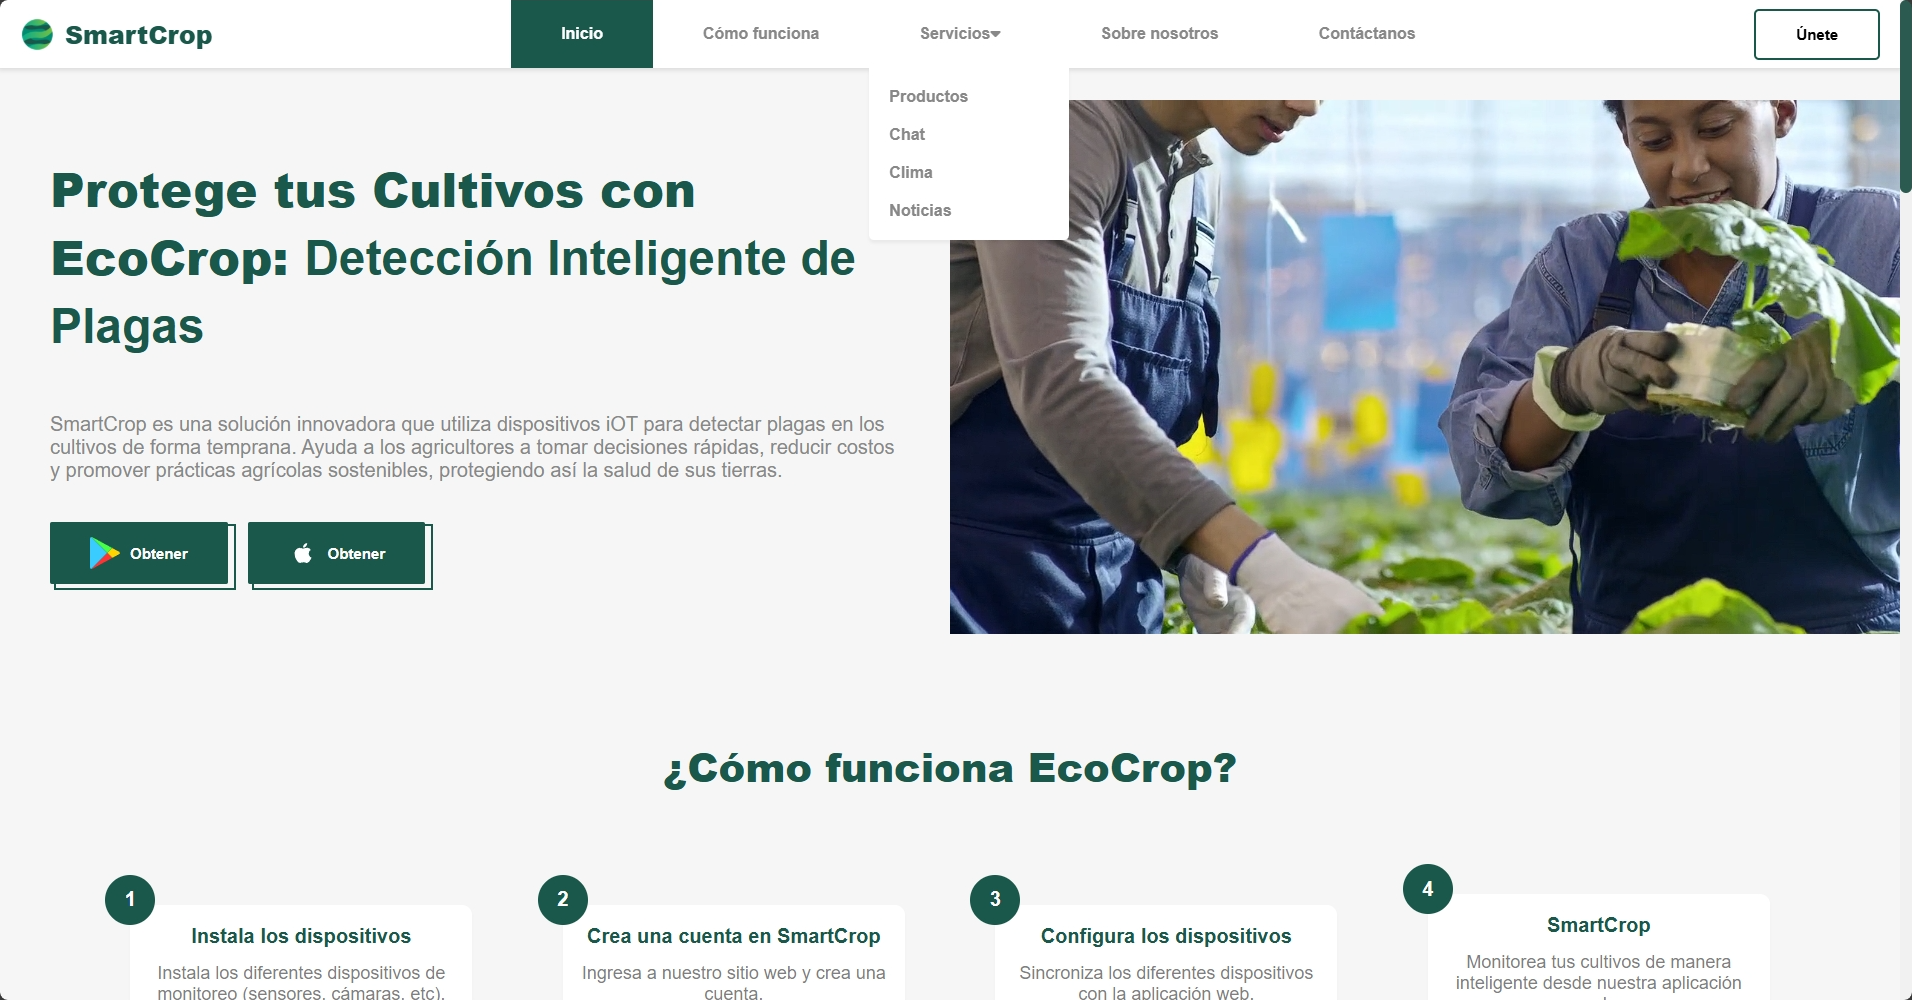 SmartCrop
Inicio
Cómo funciona
Servicios
Sobre nosotros
Contáctanos
Únete
Productos
Chat
Clima
Noticias
Protege tus Cultivos con
EcoCrop: Detección Inteligente de
Plagas
SmartCrop es una solución innovadora que utiliza dispositivos iOT para detectar plagas en los
cultivos de forma temprana. Ayuda a los agricultores a tomar decisiones rápidas, reducir costos
y promover prácticas agrícolas sostenibles, protegiendo así la salud de sus tierras.
Obtener
Obtener
¿Cómo funciona EcoCrop?
1
Instala los dispositivos
Instala los diferentes dispositivos de
monitoreo (sensores, cámaras, etc).
2
Crea una cuenta en SmartCrop
Ingresa a nuestro sitio web y crea una
cuenta.
3
Configura los dispositivos
Sincroniza los diferentes dispositivos
con la aplicación web.
4
SmartCrop
Monitorea tus cultivos de manera
inteligente desde nuestra aplicación